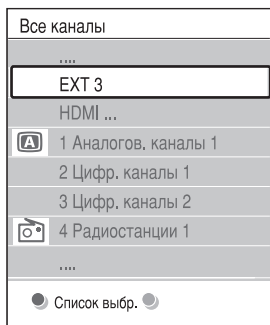 Все каналы
....
EXT 3
HDMI ...
A 1 Аналогов. каналы 1
2 Цифр. каналы 1
3 Цифр. каналы 2
4 Радиостанции 1
....
Список выбр.